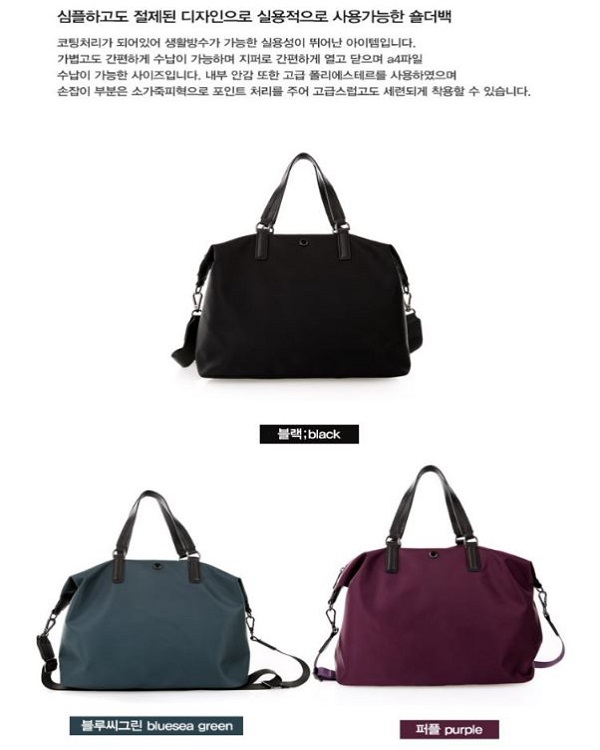 심플하고도 절제된 디자인으로 실용적으로 사용가능한 숄더백
코팅처리가 되어있어 생활방수가 가능한 실용성이 뛰어난 아이템입니다.
가볍고도 간편하게 수납이 가능하며 지퍼로 간편하게 열고 닫으며 a4파일
수납이 가능한 사이즈입니다. 내부 안감 또한 고급 폴리에스테르를 사용하였으며
손잡이 부분은 소가죽피혁으로 포인트 처리를 주어 고급스럽고도 세련되게 착용할 수 있습니다.
블랙;black
블루씨그린 bluesea green
퍼플 purple